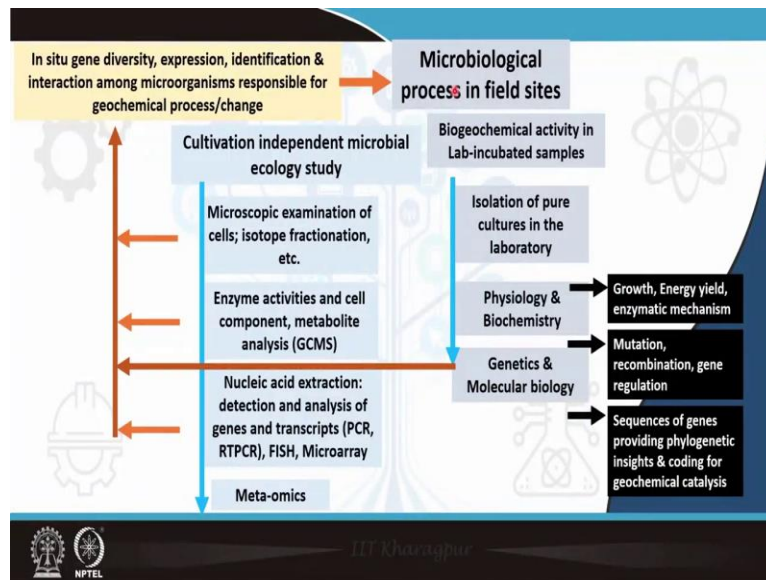 In situ gene diversity, expression, identification &
interaction among microorganisms responsible for
geochemical process/change
Microbiological
process in field sites
Cultivation independent microbial
ecology study
Biogeochemical activity in
Lab-incubated samples
Microscopic examination of
cells; isotope fractionation,
etc.
Isolation of pure
cultures in the
laboratory
Enzyme activities and cell
component, metabolite
analysis (GCMS)
Physiology &
Biochemistry
Growth, Energy yield,
enzymatic mechanism
Genetics &
Molecular biology
Mutation,
recombination, gene
regulation
Nucleic acid extraction:
detection and analysis of
genes and transcripts (PCR,
RTPCR), FISH, Microarray
Sequences of genes
providing phylogenetic
insights & coding for
geochemical catalysis
Meta-omics
IIT Kharagpur
NPTEL